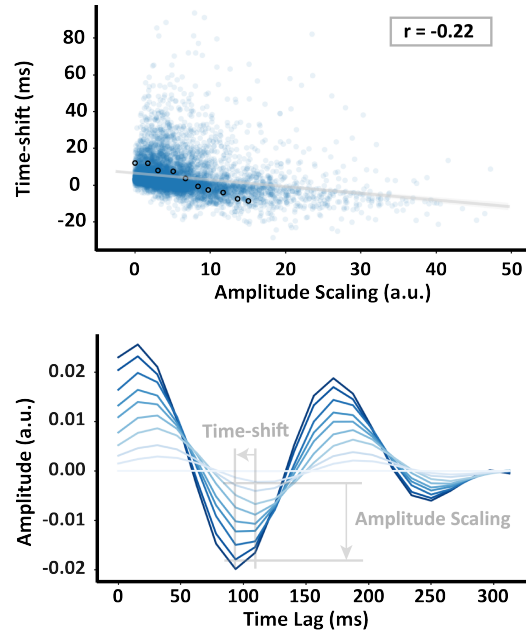 r = -0.22
Time-shift (ms)
80
60
40
20
0
-20
0 10 20 30 40 50
Amplitude Scaling (a.u.)
Amplitude (a.u.)
0.02
0.01
0.00
-0.01
-0.02
Time-shift
Amplitude Scaling
0 50 100 150 200 250 300
Time Lag (ms)